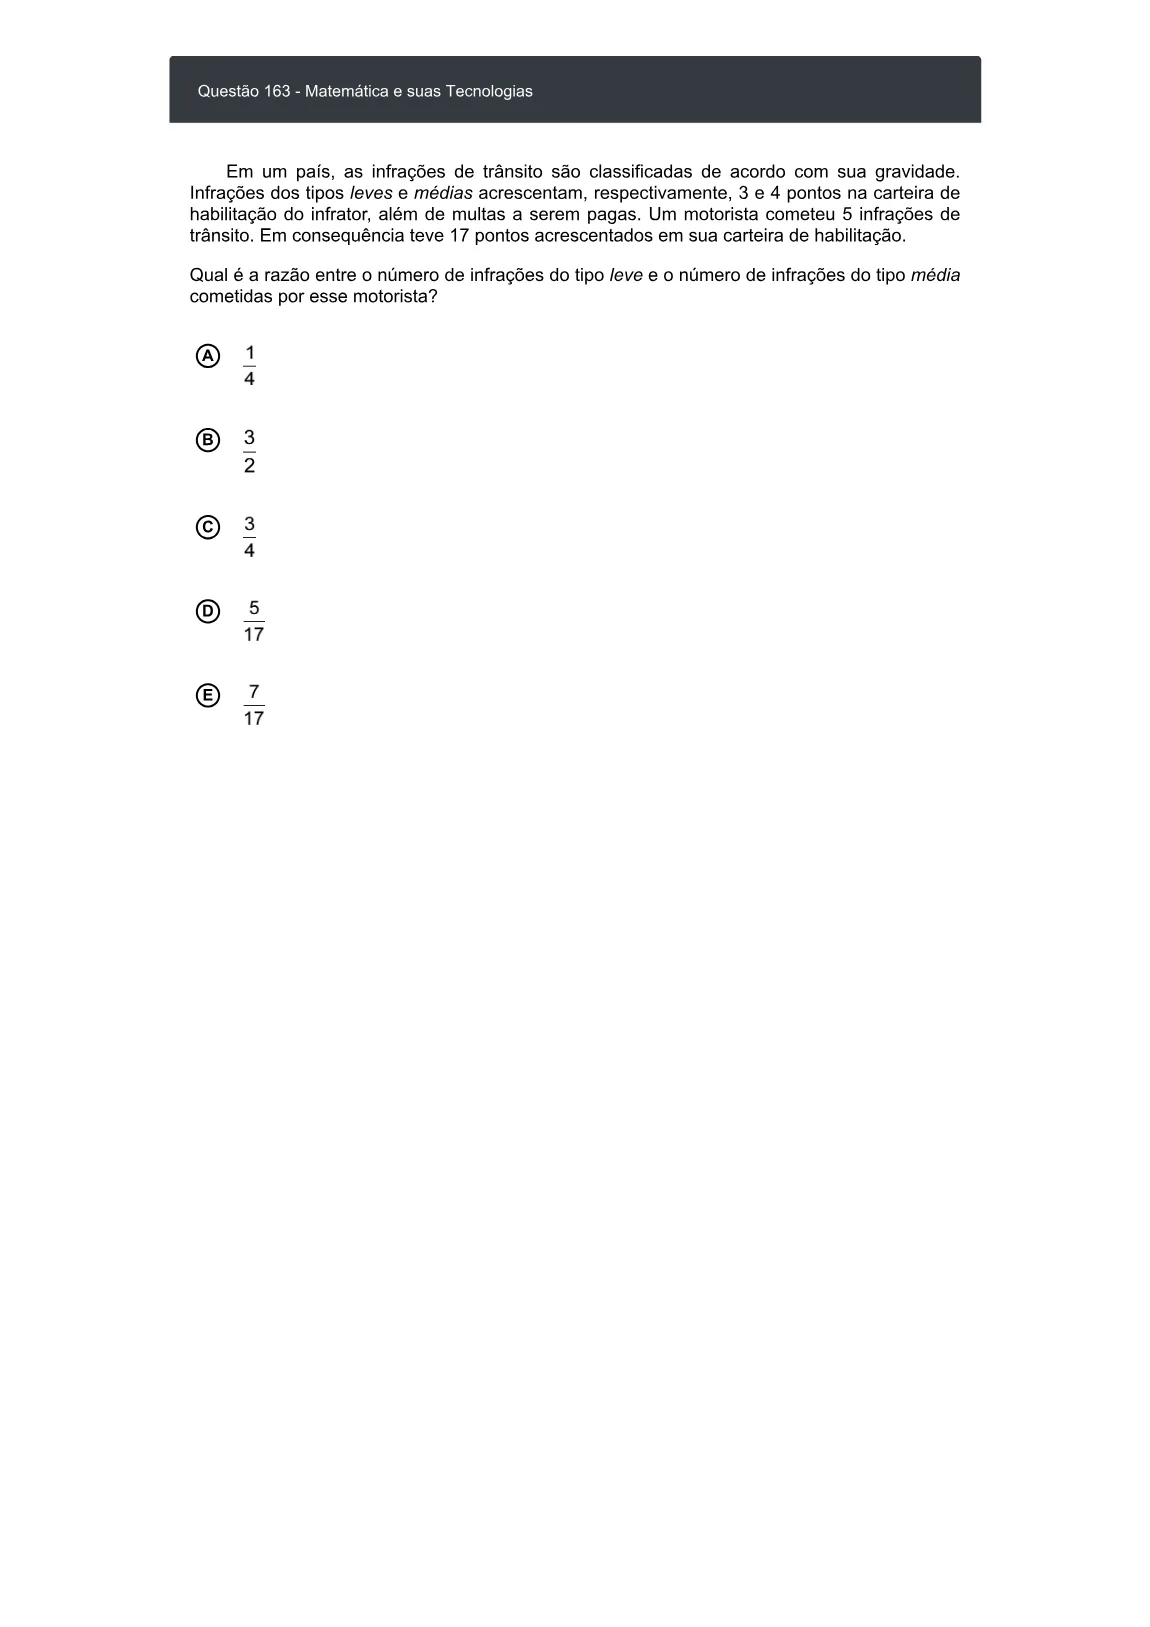 Questão 163 - Matemática e suas Tecnologias
Em um país, as infrações de trânsito são classificadas de acordo com sua gravidade.
Infrações dos tipos leves e médias acrescentam, respectivamente, 3 e 4 pontos na carteira de
habilitação do infrator, além de multas a serem pagas. Um motorista cometeu 5 infrações de
trânsito. Em consequência teve 17 pontos acrescentados em sua carteira de habilitação.
Qual é a razão entre o número de infrações do tipo leve e o número de infrações do tipo média
cometidas por esse motorista?
A 1
4
B 3
2
C 3
4
D 5
17
E 7
17